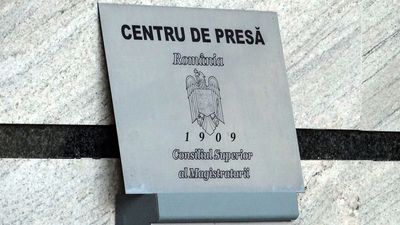 CENTRU DE PRESĂ
România
1909
Consiliul Superior
al Magistraturii